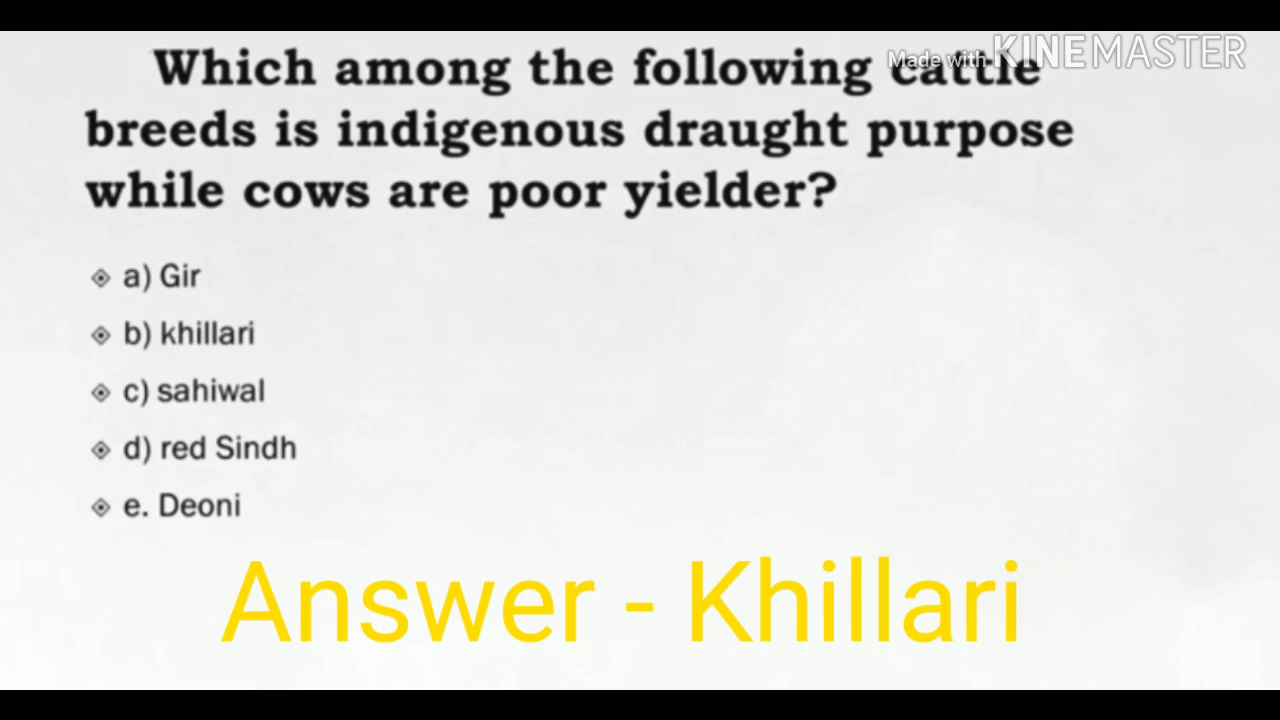 Made with KINEMASTER
Which among the following cattle
breeds is indigenous draught purpose
while cows are poor yielder?
a) Gir
b) khillari
c) sahiwal
d) red Sindh
e. Deoni
Answer - Khillari